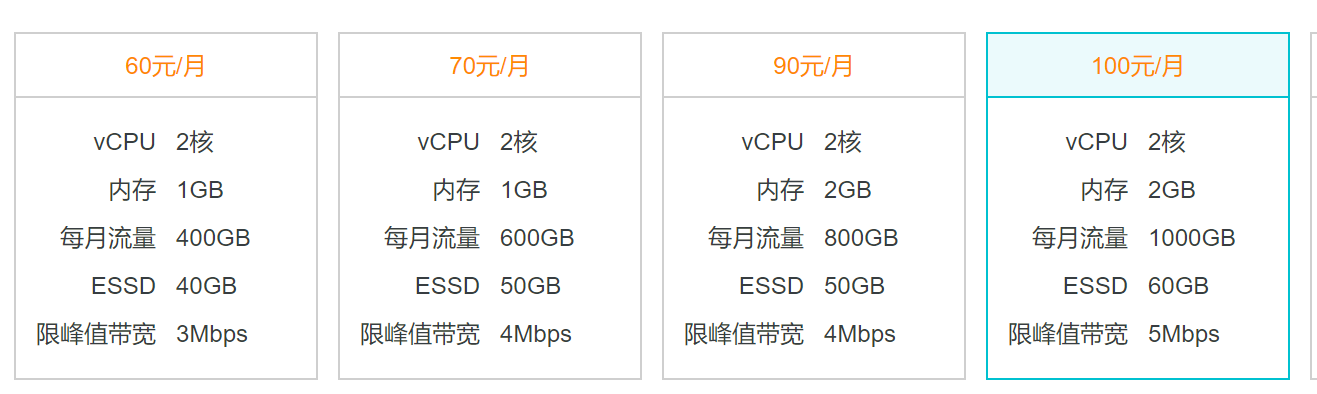 60元/月
vCPU 2核
内存 1GB
每月流量 400GB
ESSD 40GB
限峰值带宽 3Mbps
70元/月
vCPU 2核
内存 1GB
每月流量 600GB
ESSD 50GB
限峰值带宽 4Mbps
90元/月
vCPU 2核
内存 2GB
每月流量 800GB
ESSD 50GB
限峰值带宽 4Mbps
100元/月
vCPU 2核
内存 2GB
每月流量 1000GB
ESSD 60GB
限峰值带宽 5Mbps